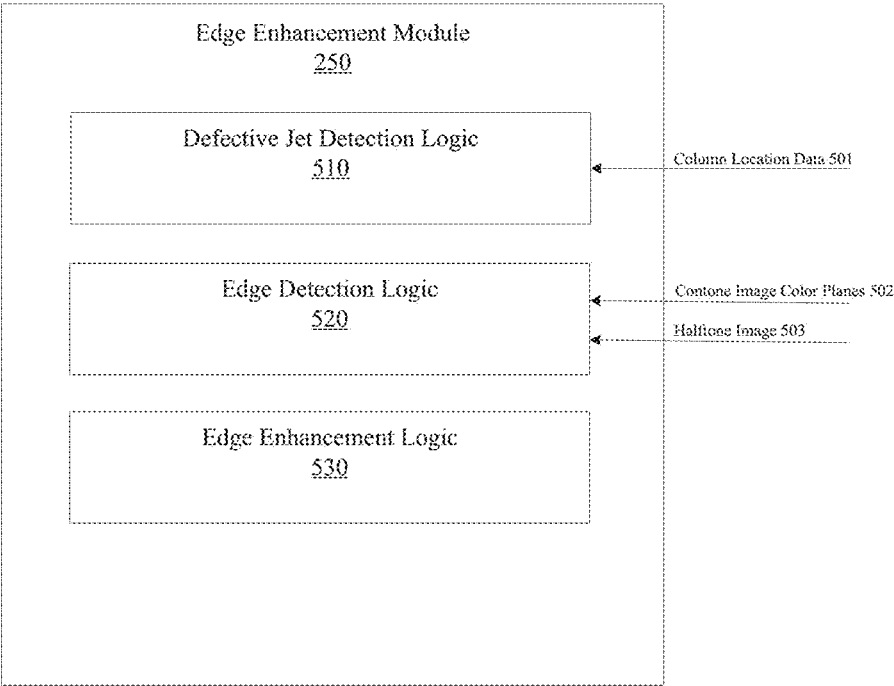 Edge Enhancement Module
250
Defective Jet Detection Logic
510
Column Location Data 501
Edge Detection Logic
520
Contone Image Color Planes 502
Halftone Image 503
Edge Enhancement Logic
530